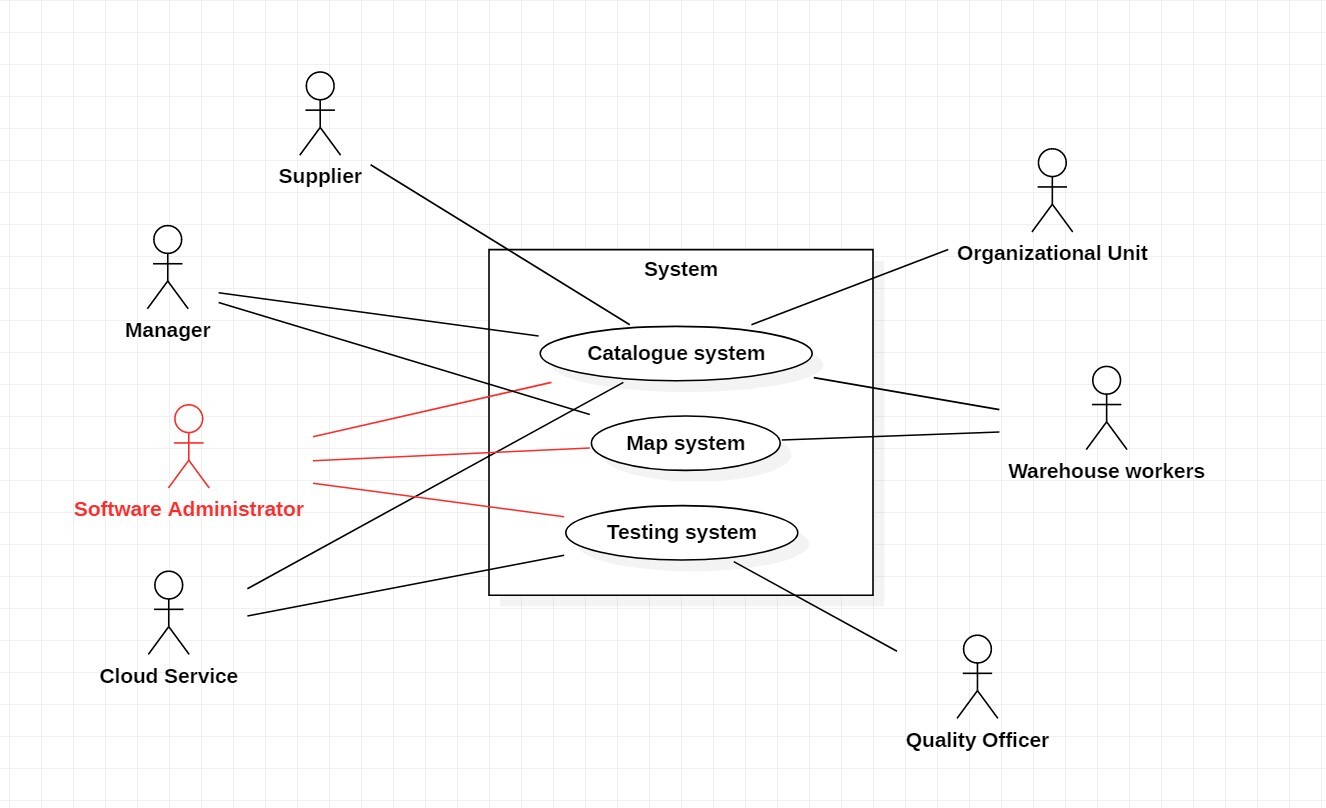 Supplier
Organizational Unit
System
Manager
Catalogue system
Map system
Warehouse workers
Software Administrator
Testing system
Cloud Service
Quality Officer